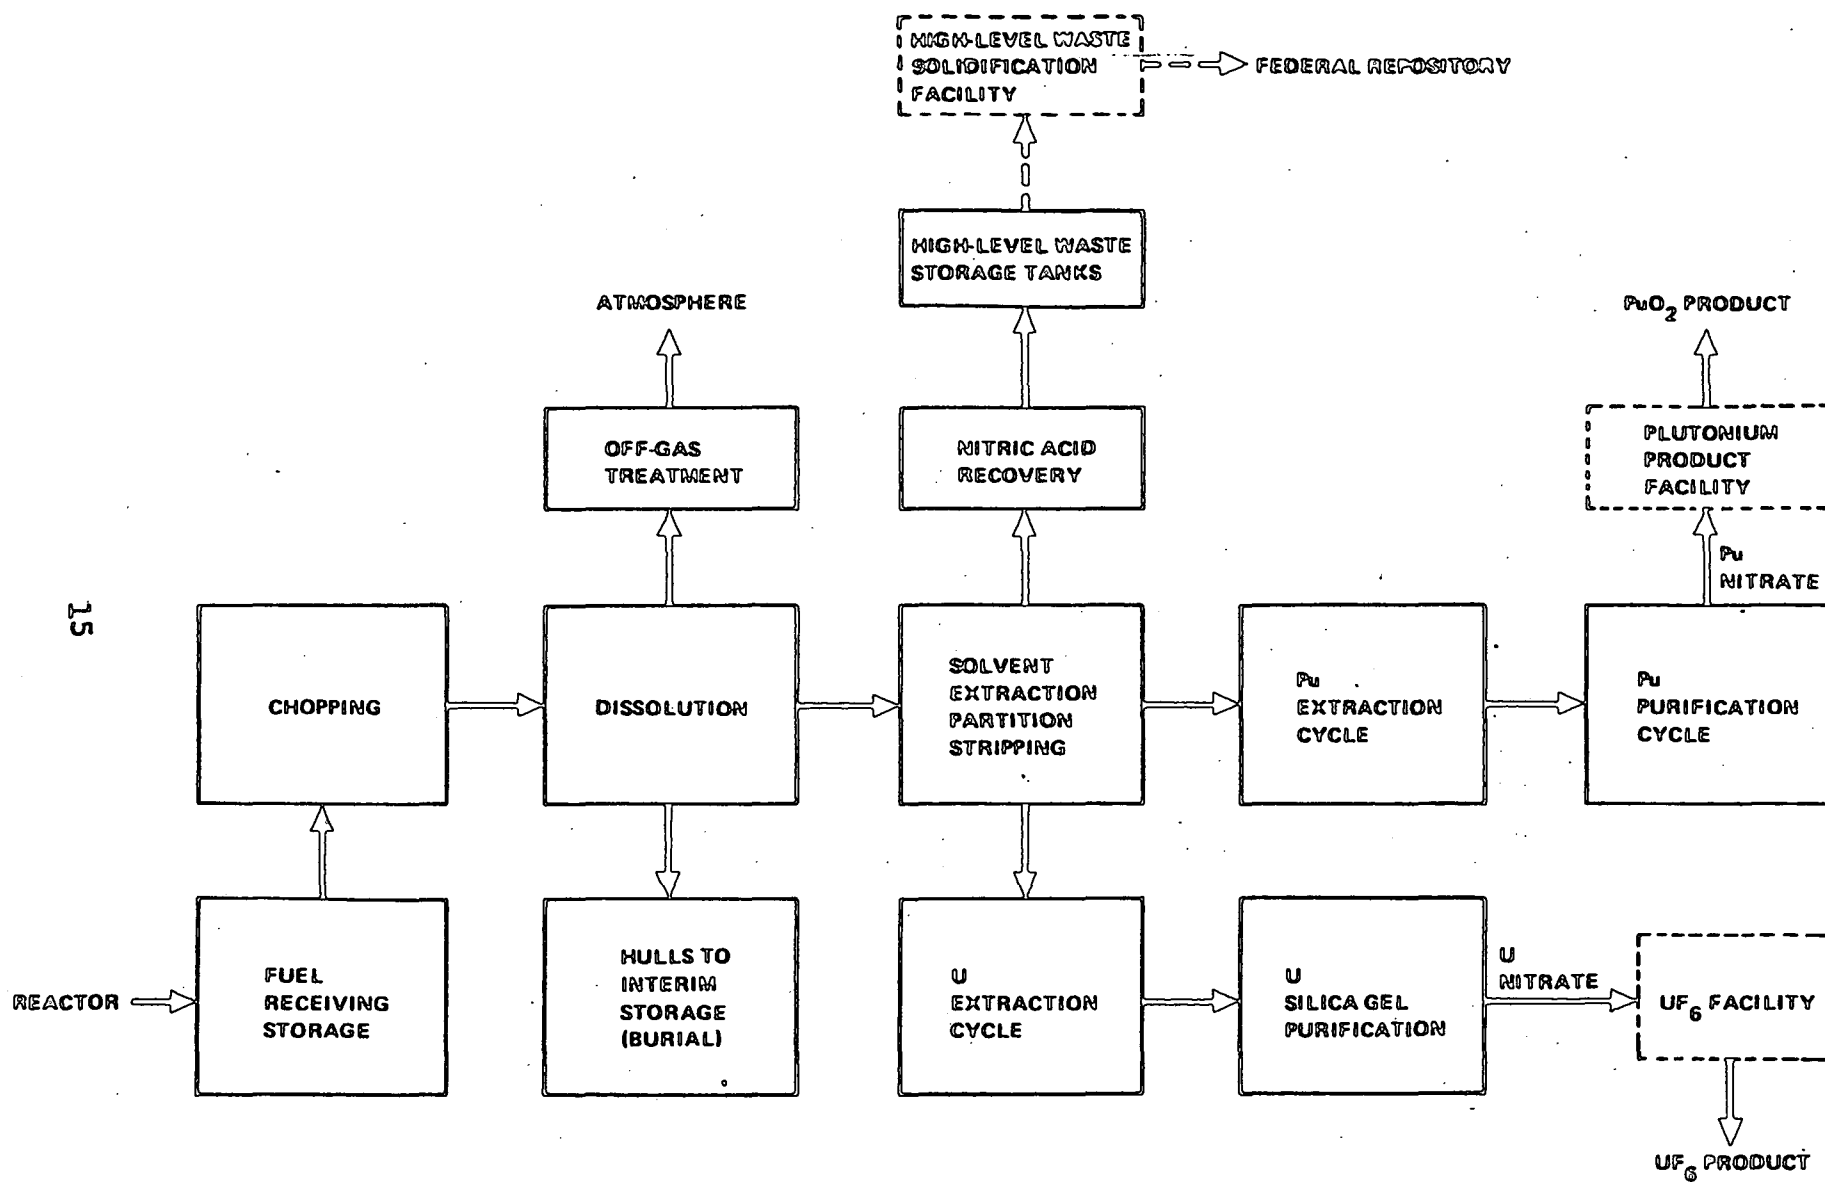 HIGH-LEVEL WASTE
SOLIDIFICATION
FACILITY
FEDERAL REPOSITORY
HIGH-LEVEL WASTE
STORAGE TANKS
ATMOSPHERE
PuO2 PRODUCT
OFF-GAS
TREATMENT
NITRIC ACID
RECOVERY
PLUTONIUM
PRODUCT
FACILITY
Pu
NITRATE
15
CHOPPING
DISSOLUTION
SOLVENT
EXTRACTION
PARTITION
STRIPPING
Pu
EXTRACTION
CYCLE
Pu
PURIFICATION
CYCLE
REACTOR
FUEL
RECEIVING
STORAGE
HULLS TO
INTERIM
STORAGE
(BURIAL)
U
EXTRACTION
CYCLE
U
SILICA GEL
PURIFICATION
U
NITRATE
UF6 FACILITY
UF6 PRODUCT